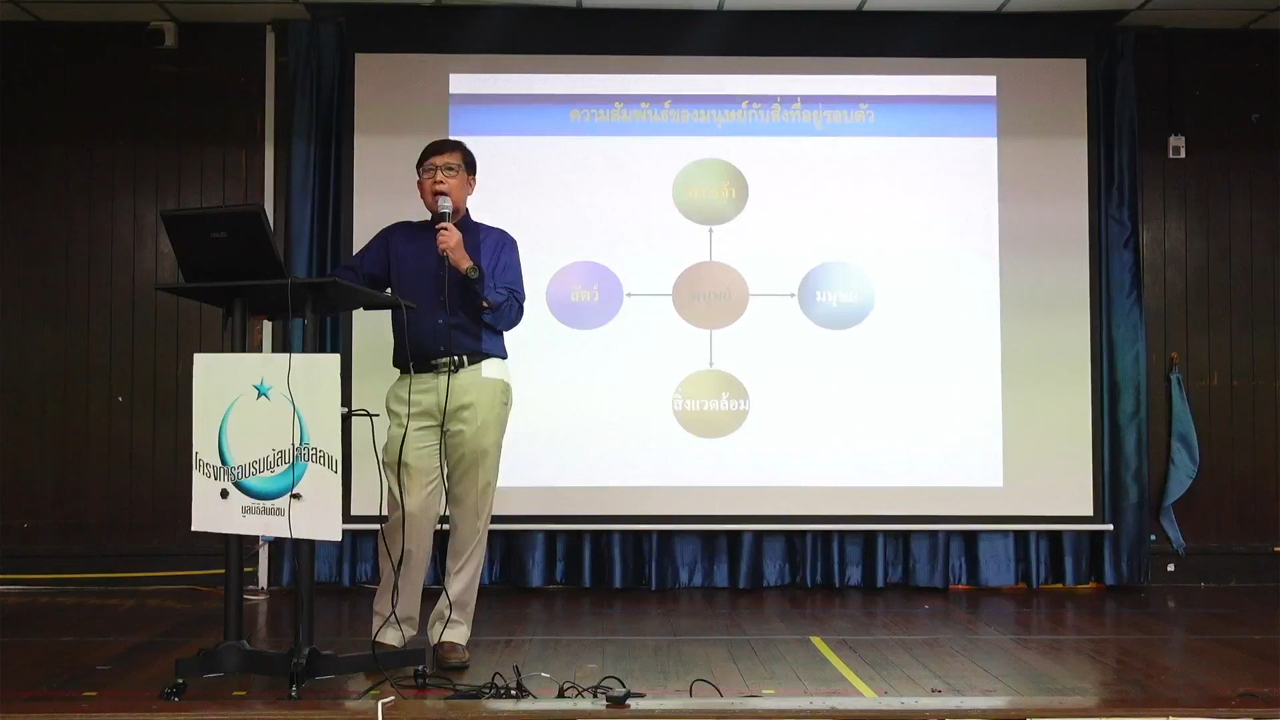 ความสัมพันธ์ของมนุษย์กับสิ่งที่อยู่รอบตัว
พระเจ้า
สัตว์
มนุษย์
มนุษย์
สิ่งแวดล้อม
โครงการอบรมผู้สนใจอิสลาม
มูลนิธิสันติชน